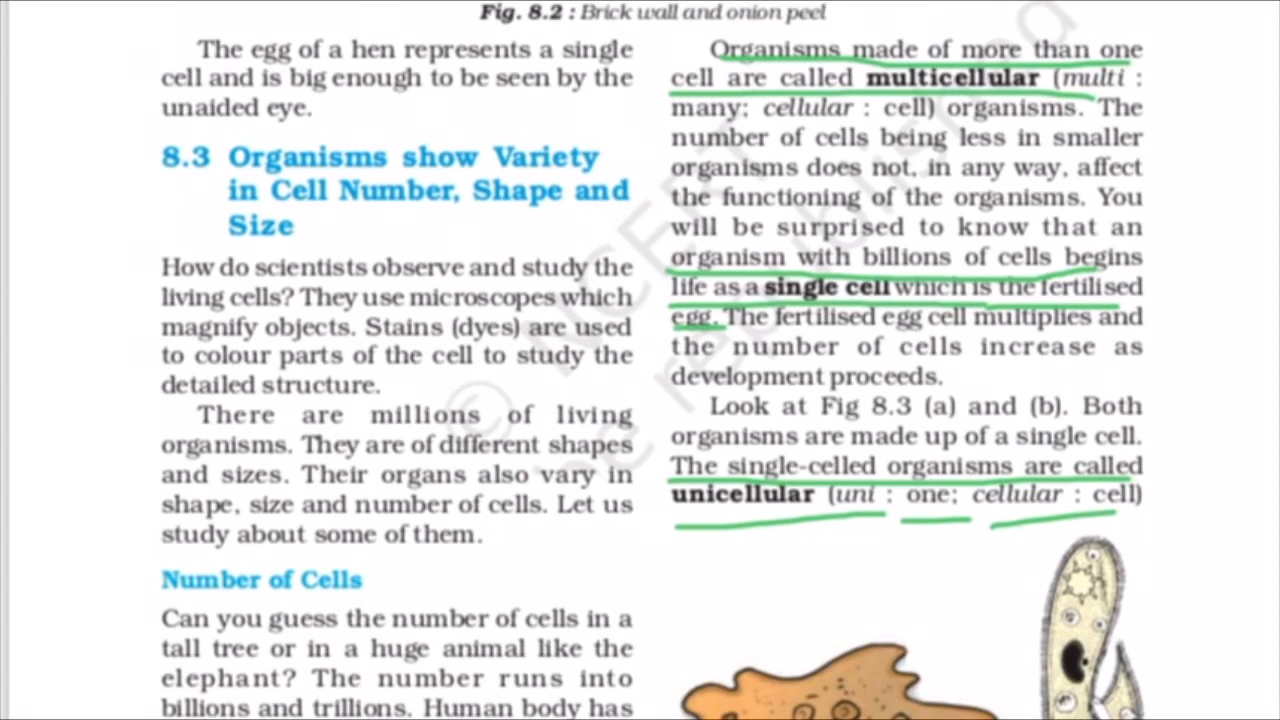 Fig. 8.2 : Brick wall and onion peel
The egg of a hen represents a single
cell and is big enough to be seen by the
unaided eye.
8.3 Organisms show Variety
in Cell Number, Shape and
Size
How do scientists observe and study the
living cells? They use microscopes which
magnify objects. Stains (dyes) are used
to colour parts of the cell to study the
detailed structure.
There are millions of living
organisms. They are of different shapes
and sizes. Their organs also vary in
shape, size and number of cells. Let us
study about some of them.
Number of Cells
Can you guess the number of cells in a
tall tree or in a huge animal like the
elephant? The number runs into
billions and trillions. Human body has
Organisms made of more than one
cell are called multicellular (multi :
many; cellular : cell) organisms. The
number of cells being less in smaller
organisms does not, in any way, affect
the functioning of the organisms. You
will be surprised to know that an
organism with billions of cells begins
life as a single cell which is the fertilised
egg. The fertilised egg cell multiplies and
the number of cells increase as
development proceeds.
Look at Fig 8.3 (a) and (b). Both
organisms are made up of a single cell.
The single-celled organisms are called
unicellular (uni : one; cellular : cell)
© NCERT
be republished